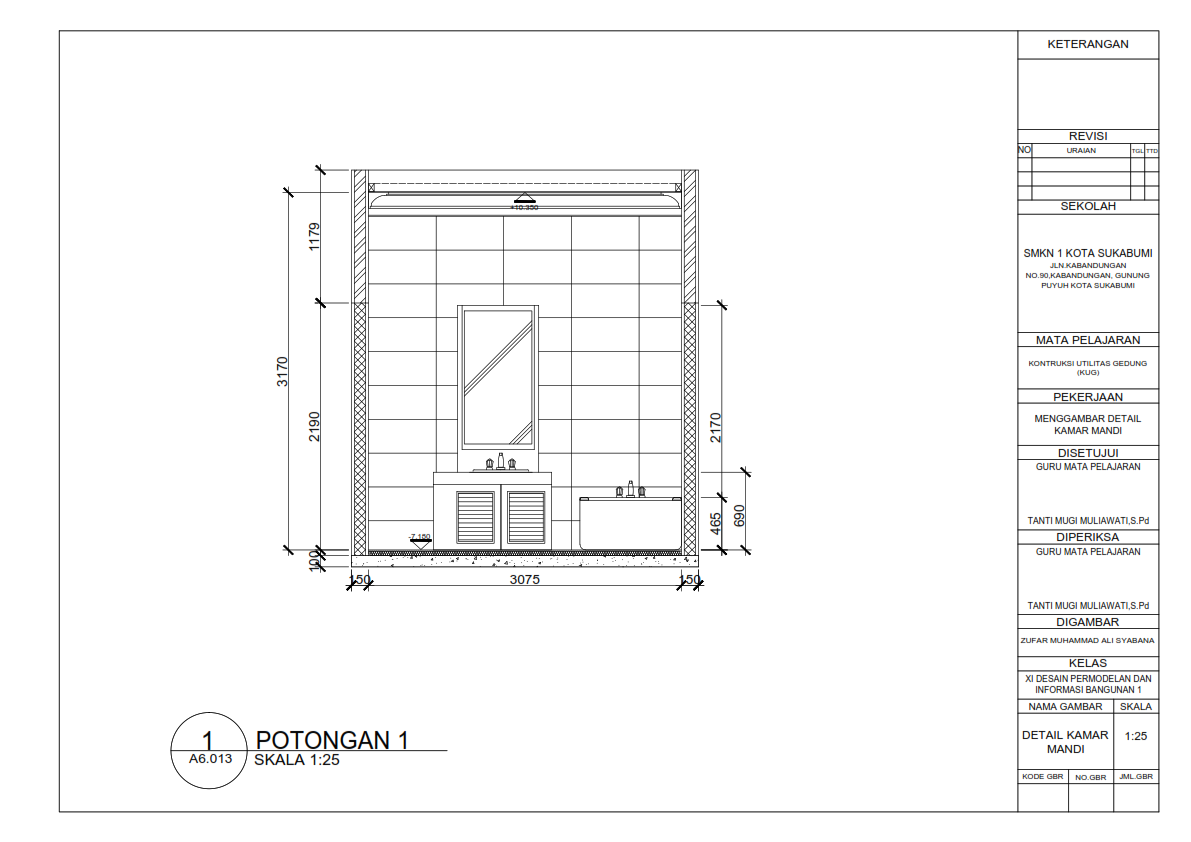 1179
3170
2190
100
+10.350
-7.150
2170
465
690
150
3075
150
1
A6.013
POTONGAN 1
SKALA 1:25
KETERANGAN
REVISI
NO URAIAN TGL TTD
SEKOLAH
SMKN 1 KOTA SUKABUMI
JLN.KABANDUNGAN
NO.90,KABANDUNGAN, GUNUNG
PUYUH KOTA SUKABUMI
MATA PELAJARAN
KONTRUKSI UTILITAS GEDUNG
(KUG)
PEKERJAAN
MENGGAMBAR DETAIL
KAMAR MANDI
DISETUJUI
GURU MATA PELAJARAN
TANTI MUGI MULIAWATI,S.Pd
DIPERIKSA
GURU MATA PELAJARAN
TANTI MUGI MULIAWATI,S.Pd
DIGAMBAR
ZUFAR MUHAMMAD ALI SYABANA
KELAS
XI DESAIN PERMODELAN DAN
INFORMASI BANGUNAN 1
NAMA GAMBAR SKALA
DETAIL KAMAR
MANDI
1:25
KODE GBR NO.GBR JML.GBR